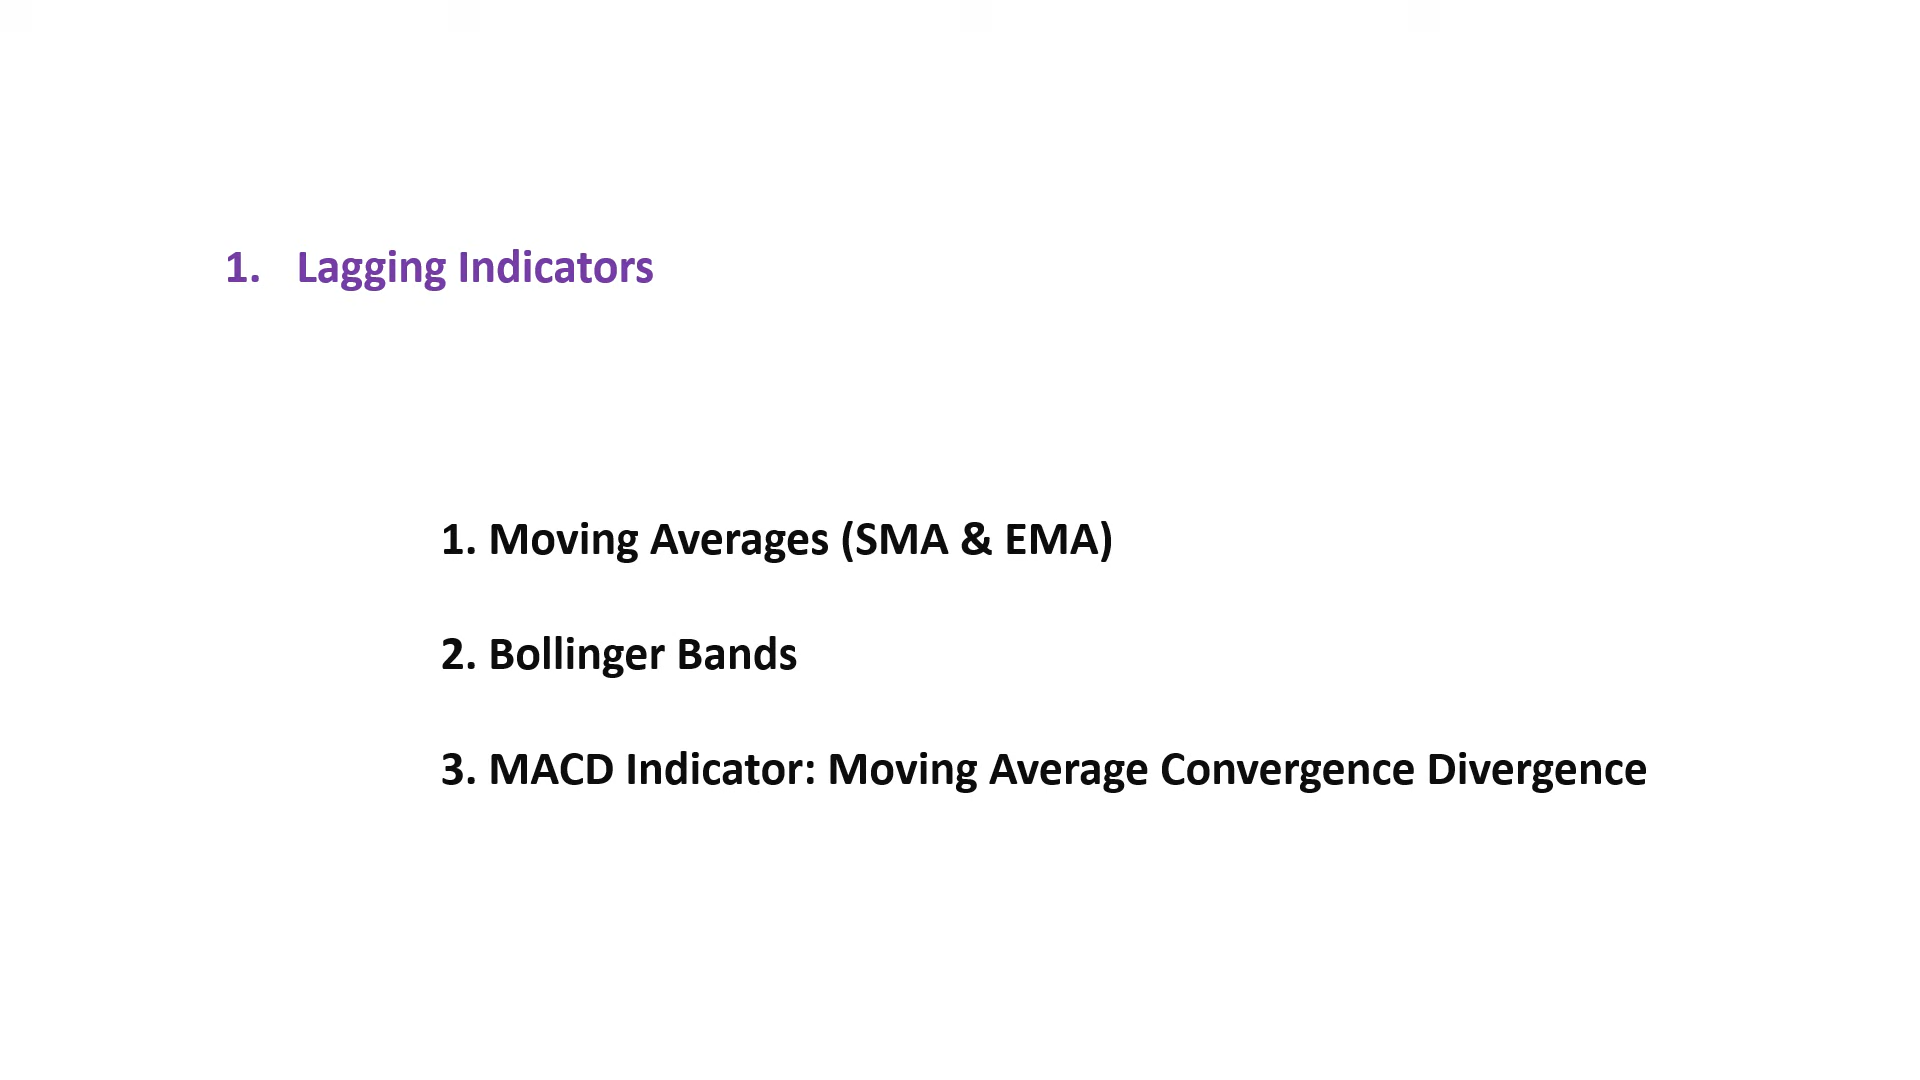 1. Lagging Indicators
1. Moving Averages (SMA & EMA)
2. Bollinger Bands
3. MACD Indicator: Moving Average Convergence Divergence